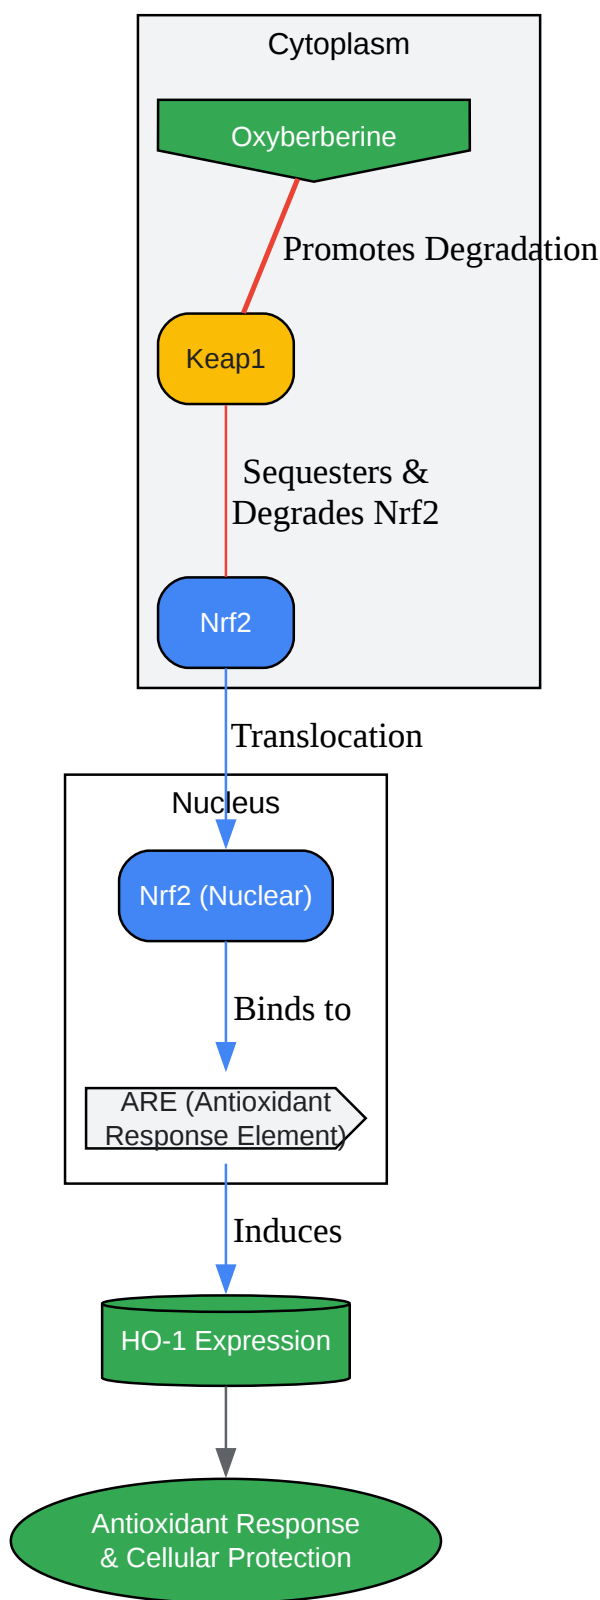 Cytoplasm
Oxyberberine
Promotes Degradation
Keap1
Sequesters &
Degrades Nrf2
Nrf2
Translocation
Nucleus
Nrf2 (Nuclear)
Binds to
ARE (Antioxidant
Response Element)
Induces
HO-1 Expression
Antioxidant Response
& Cellular Protection